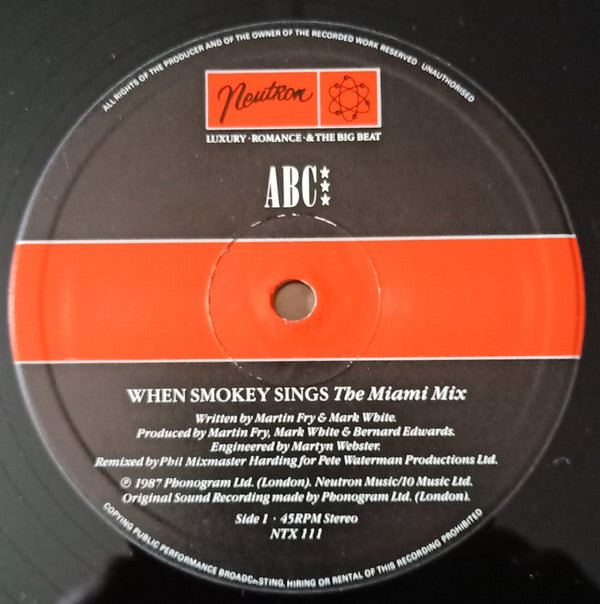 ALL RIGHTS OF THE PRODUCER AND OF THE OWNER OF THE RECORDED WORK RESERVED UNAUTHORISED
Neutron
LUXURY · ROMANCE · & THE BIG BEAT
ABC
WHEN SMOKEY SINGS The Miami Mix
Written by Martin Fry & Mark White.
Produced by Martin Fry, Mark White & Bernard Edwards.
Engineered by Martyn Webster.
Remixed by Phil Mixmaster Harding for Pete Waterman Productions Ltd.
℗ 1987 Phonogram Ltd. (London). Neutron Music/10 Music Ltd.
Original Sound Recording made by Phonogram Ltd. (London).
Side 1 · 45RPM Stereo
NTX 111
COPYING PUBLIC PERFORMANCE BROADCASTING, HIRING OR RENTAL OF THIS RECORDING PROHIBITED